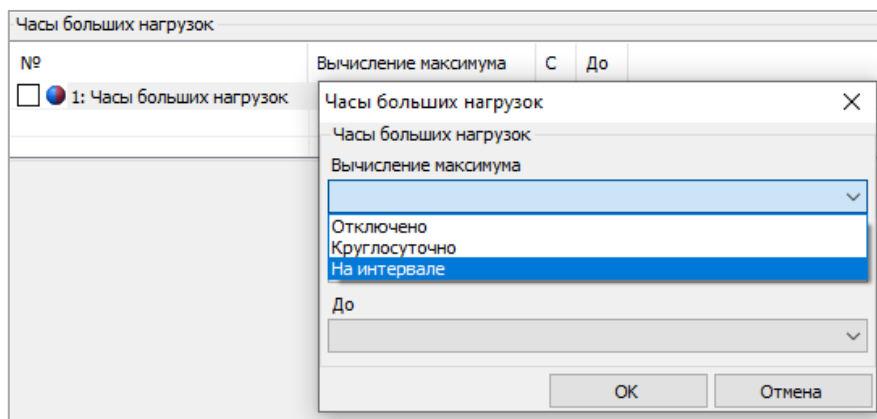 Часы больших нагрузок
№ Вычисление максимума С До
1: Часы больших нагрузок
Часы больших нагрузок
Часы больших нагрузок
Вычисление максимума
Отключено
Круглосуточно
На интервале
До
OK Отмена